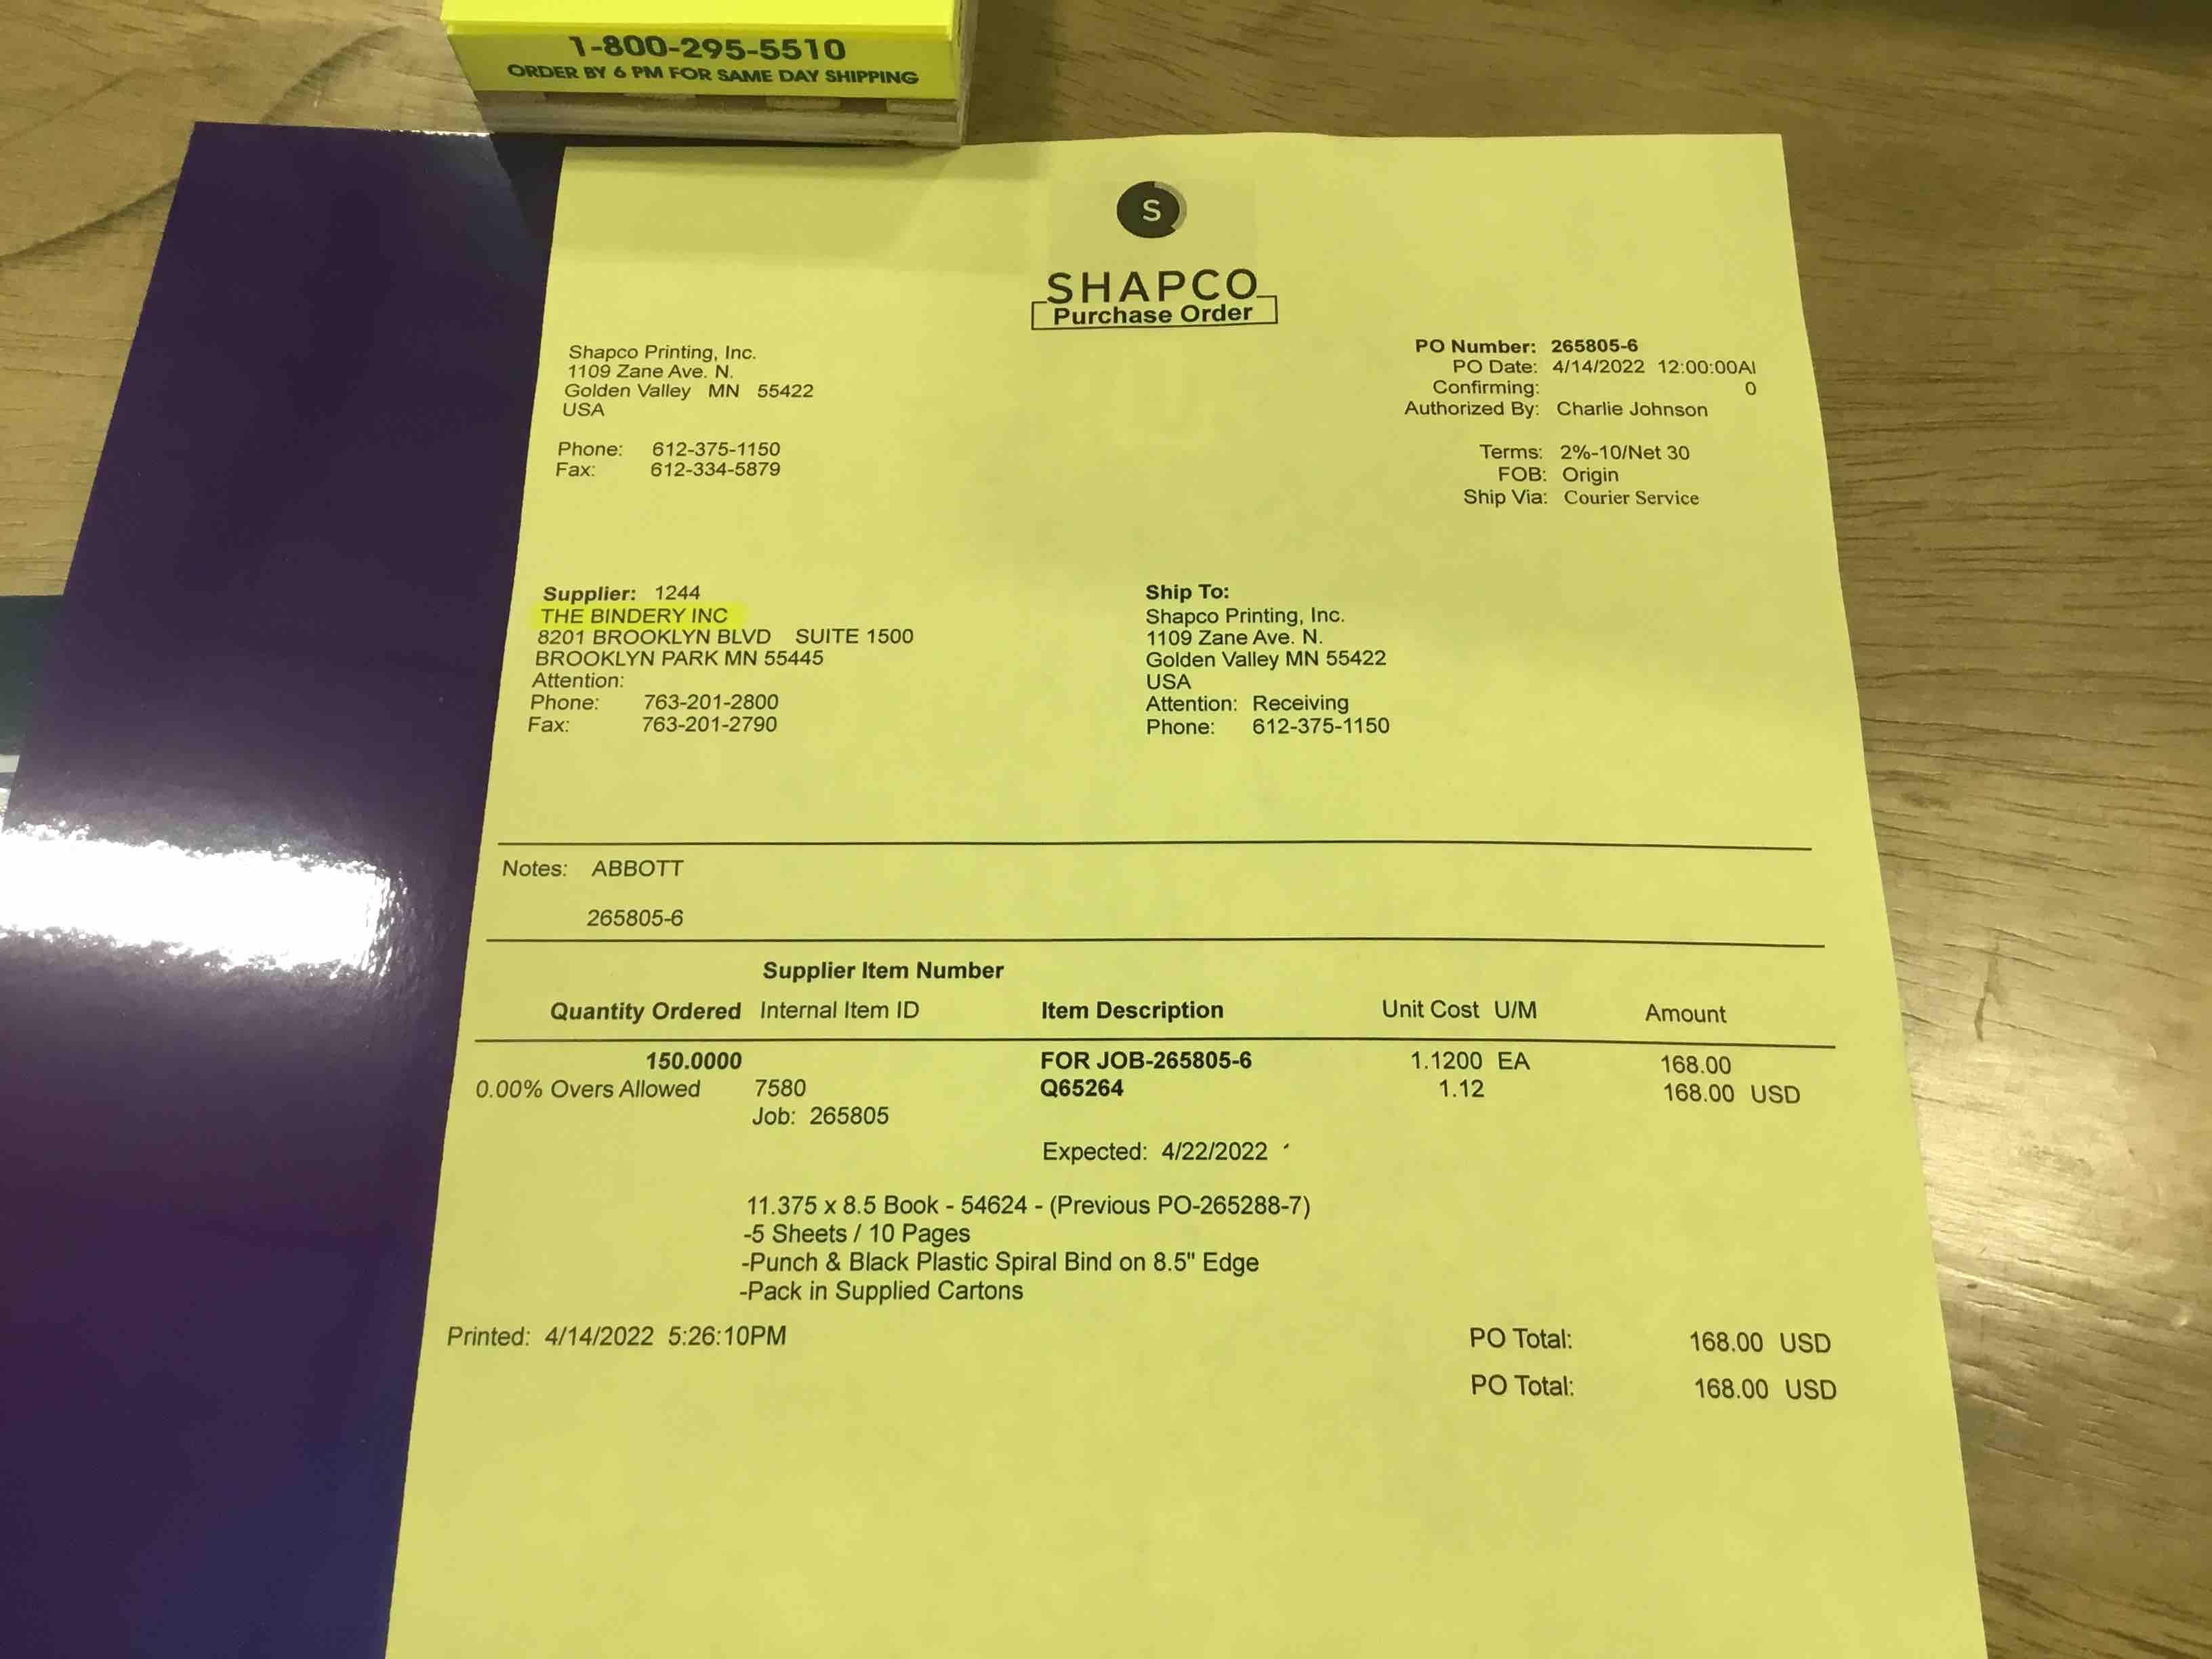 1-800-295-5510
ORDER BY 6 PM FOR SAME DAY SHIPPING
S
SHAPCO
Purchase Order
Shapco Printing, Inc.
1109 Zane Ave. N.
Golden Valley MN 55422
USA
Phone: 612-375-1150
Fax: 612-334-5879
PO Number: 265805-6
PO Date: 4/14/2022 12:00:00AI
Confirming: 0
Authorized By: Charlie Johnson
Terms: 2%-10/Net 30
FOB: Origin
Ship Via: Courier Service
Supplier: 1244
THE BINDERY INC
8201 BROOKLYN BLVD SUITE 1500
BROOKLYN PARK MN 55445
Attention:
Phone: 763-201-2800
Fax: 763-201-2790
Ship To:
Shapco Printing, Inc.
1109 Zane Ave. N.
Golden Valley MN 55422
USA
Attention: Receiving
Phone: 612-375-1150
Notes: ABBOTT
265805-6
Supplier Item Number
Quantity Ordered Internal Item ID Item Description Unit Cost U/M Amount
150.0000 FOR JOB-265805-6 1.1200 EA 168.00
0.00% Overs Allowed 7580 Q65264 1.12 168.00 USD
Job: 265805
Expected: 4/22/2022
11.375 x 8.5 Book - 54624 - (Previous PO-265288-7)
-5 Sheets / 10 Pages
-Punch & Black Plastic Spiral Bind on 8.5" Edge
-Pack in Supplied Cartons
Printed: 4/14/2022 5:26:10PM PO Total: 168.00 USD
PO Total: 168.00 USD